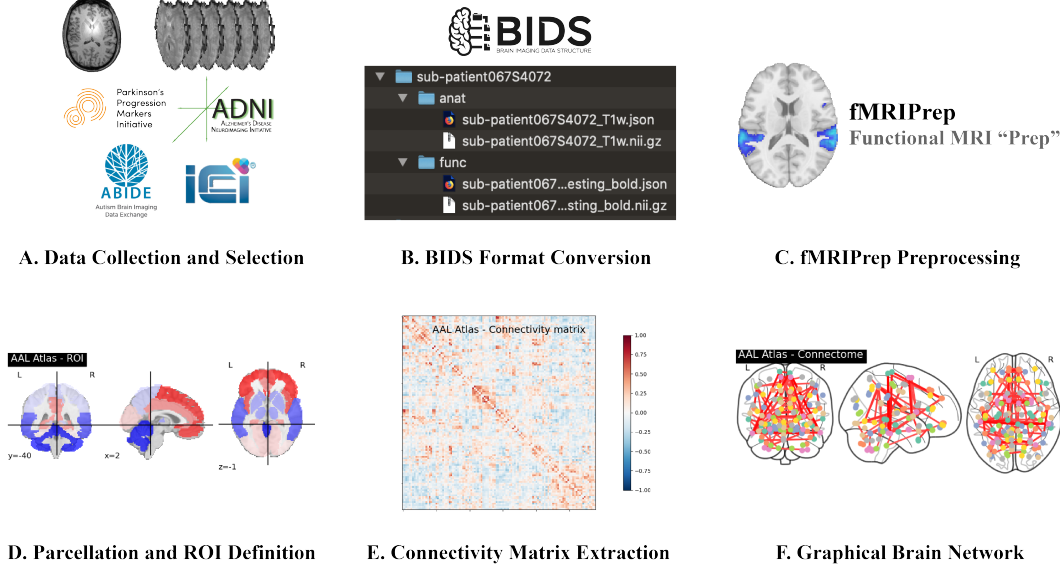 Parkinson's
Progression
Markers
Initiative
ADNI
ALZHEIMER'S DISEASE
NEUROIMAGING INITIATIVE
ABIDE
Autism Brain Imaging
Data Exchange
®
A. Data Collection and Selection
BIDS
BRAIN IMAGING DATA STRUCTURE
sub-patient067S4072
anat
sub-patient067S4072_T1w.json
sub-patient067S4072_T1w.nii.gz
func
sub-patient067...esting_bold.json
sub-patient067...sting_bold.nii.gz
B. BIDS Format Conversion
fMRIPrep
Functional MRI “Prep”
C. fMRIPrep Preprocessing
AAL Atlas - ROI
L R
y=-40
x=2
L R
z=-1
D. Parcellation and ROI Definition
AAL Atlas - Connectivity matrix
1.00
0.75
0.50
0.25
0.00
−0.25
−0.50
−0.75
−1.00
E. Connectivity Matrix Extraction
AAL Atlas - Connectome
L R
L R
F. Graphical Brain Network